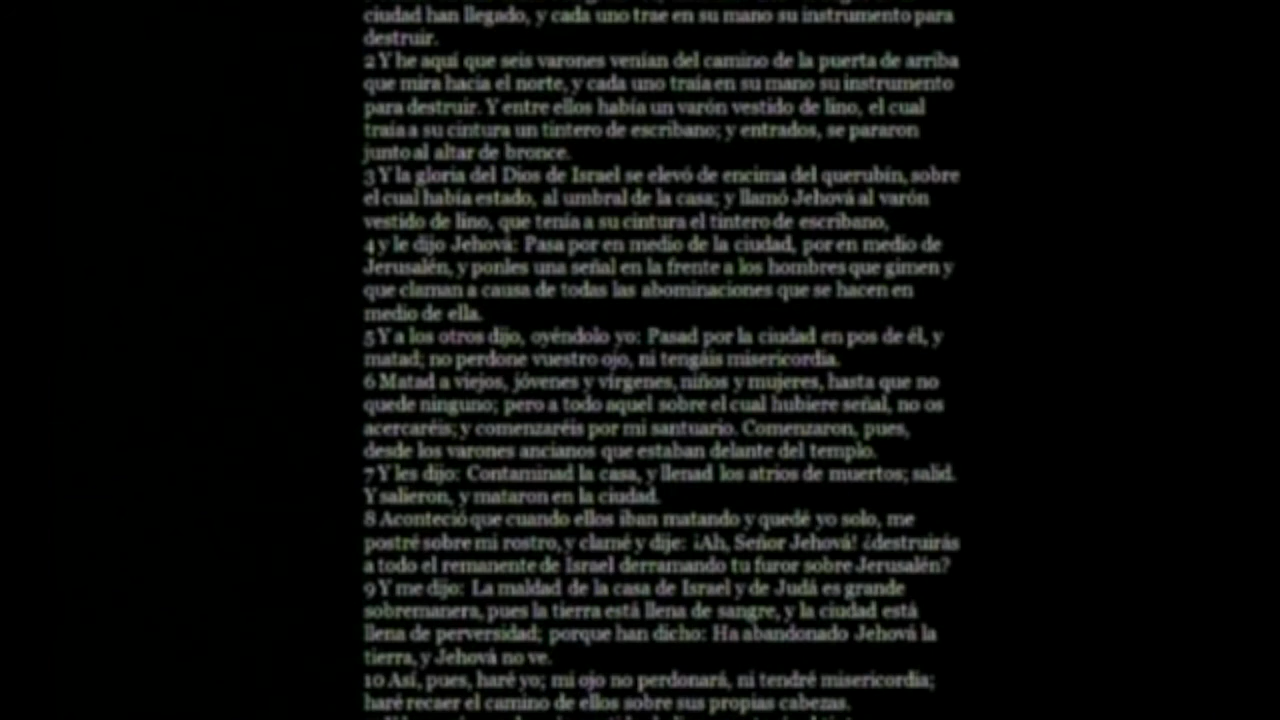 ciudad han llegado, y cada uno trae en su mano su instrumento para
destruir.
2 Y he aquí que seis varones venían del camino de la puerta de arriba
que mira hacia el norte, y cada uno traía en su mano su instrumento
para destruir. Y entre ellos había un varón vestido de lino, el cual
traía a su cintura un tintero de escribano; y entrados, se pararon
junto al altar de bronce.
3 Y la gloria del Dios de Israel se elevó de encima del querubín, sobre
el cual había estado, al umbral de la casa; y llamó Jehová al varón
vestido de lino, que tenía a su cintura el tintero de escribano,
4 y le dijo Jehová: Pasa por en medio de la ciudad, por en medio de
Jerusalén, y ponles una señal en la frente a los hombres que gimen y
que claman a causa de todas las abominaciones que se hacen en
medio de ella.
5 Y a los otros dijo, oyéndolo yo: Pasad por la ciudad en pos de él, y
matad; no perdone vuestro ojo, ni tengáis misericordia.
6 Matad a viejos, jóvenes y vírgenes, niños y mujeres, hasta que no
quede ninguno; pero a todo aquel sobre el cual hubiere señal, no os
acercaréis; y comenzaréis por mi santuario. Comenzaron, pues,
desde los varones ancianos que estaban delante del templo.
7 Y les dijo: Contaminad la casa, y llenad los atrios de muertos; salid.
Y salieron, y mataron en la ciudad.
8 Aconteció que cuando ellos iban matando y quedé yo solo, me
postré sobre mi rostro, y clamé y dije: ¡Ah, Señor Jehová! ¿destruirás
a todo el remanente de Israel derramando tu furor sobre Jerusalén?
9 Y me dijo: La maldad de la casa de Israel y de Judá es grande
sobremanera, pues la tierra está llena de sangre, y la ciudad está
llena de perversidad; porque han dicho: Ha abandonado Jehová la
tierra, y Jehová no ve.
10 Así, pues, haré yo; mi ojo no perdonará, ni tendré misericordia;
haré recaer el camino de ellos sobre sus propias cabezas.